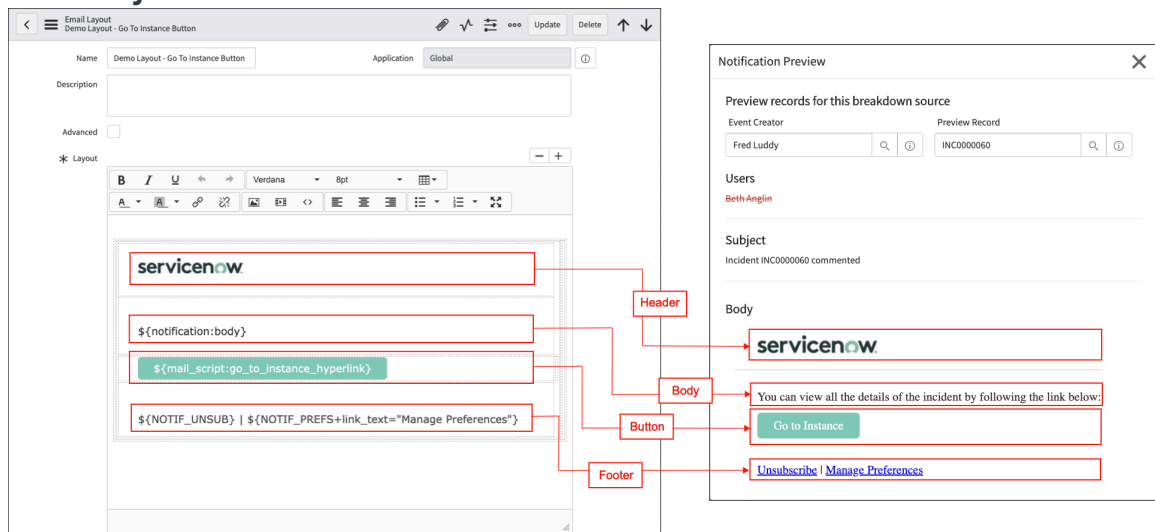 Email Layout
Demo Layout - Go To Instance Button
Update
Delete
Name
Demo Layout - Go To Instance Button
Application
Global
Description
Advanced
Layout
B I U
Verdana
8pt
A A
servicenow
${notification:body}
${mail_script:go_to_instance_hyperlink}
${NOTIF_UNSUB} | ${NOTIF_PREFS+link_text="Manage Preferences"}
Header
Body
Button
Footer
Notification Preview
Preview records for this breakdown source
Event Creator
Preview Record
Fred Luddy
INC0000060
Users
Beth Anglin
Subject
Incident INC0000060 commented
Body
servicenow
You can view all the details of the incident by following the link below:
Go to Instance
Unsubscribe | Manage Preferences